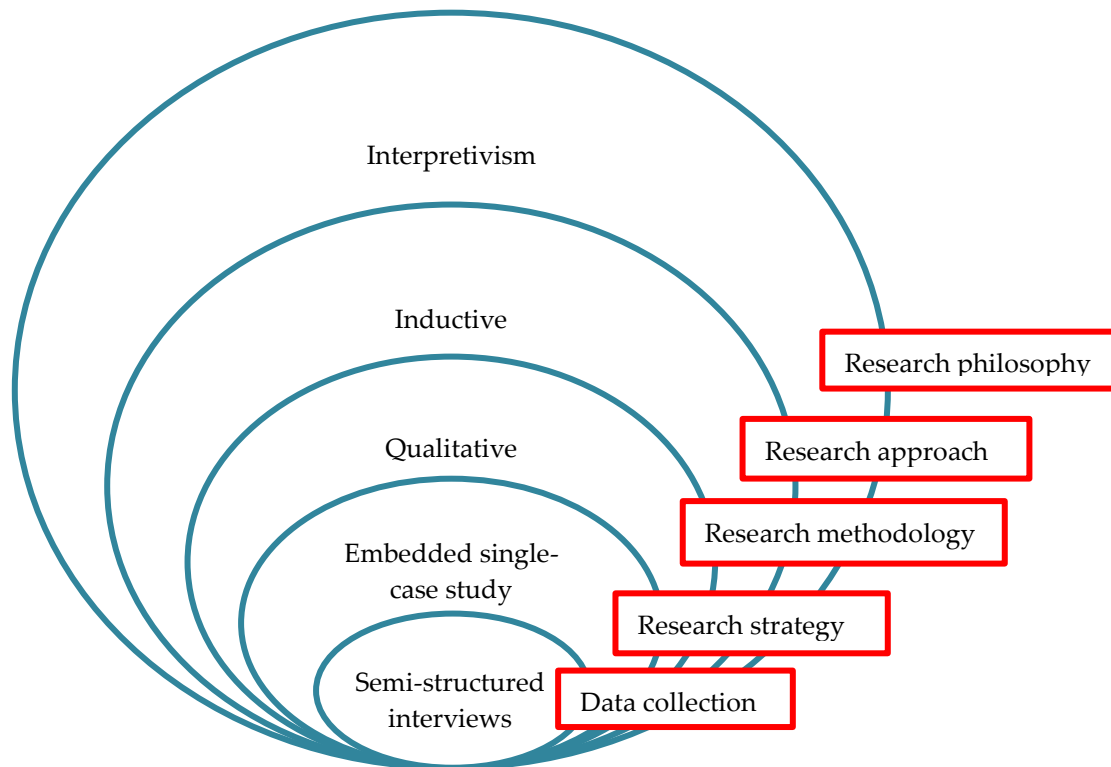 Interpretivism
Inductive
Research philosophy
Qualitative
Research approach
Research methodology
Embedded single-
case study
Research strategy
Semi-structured
interviews
Data collection